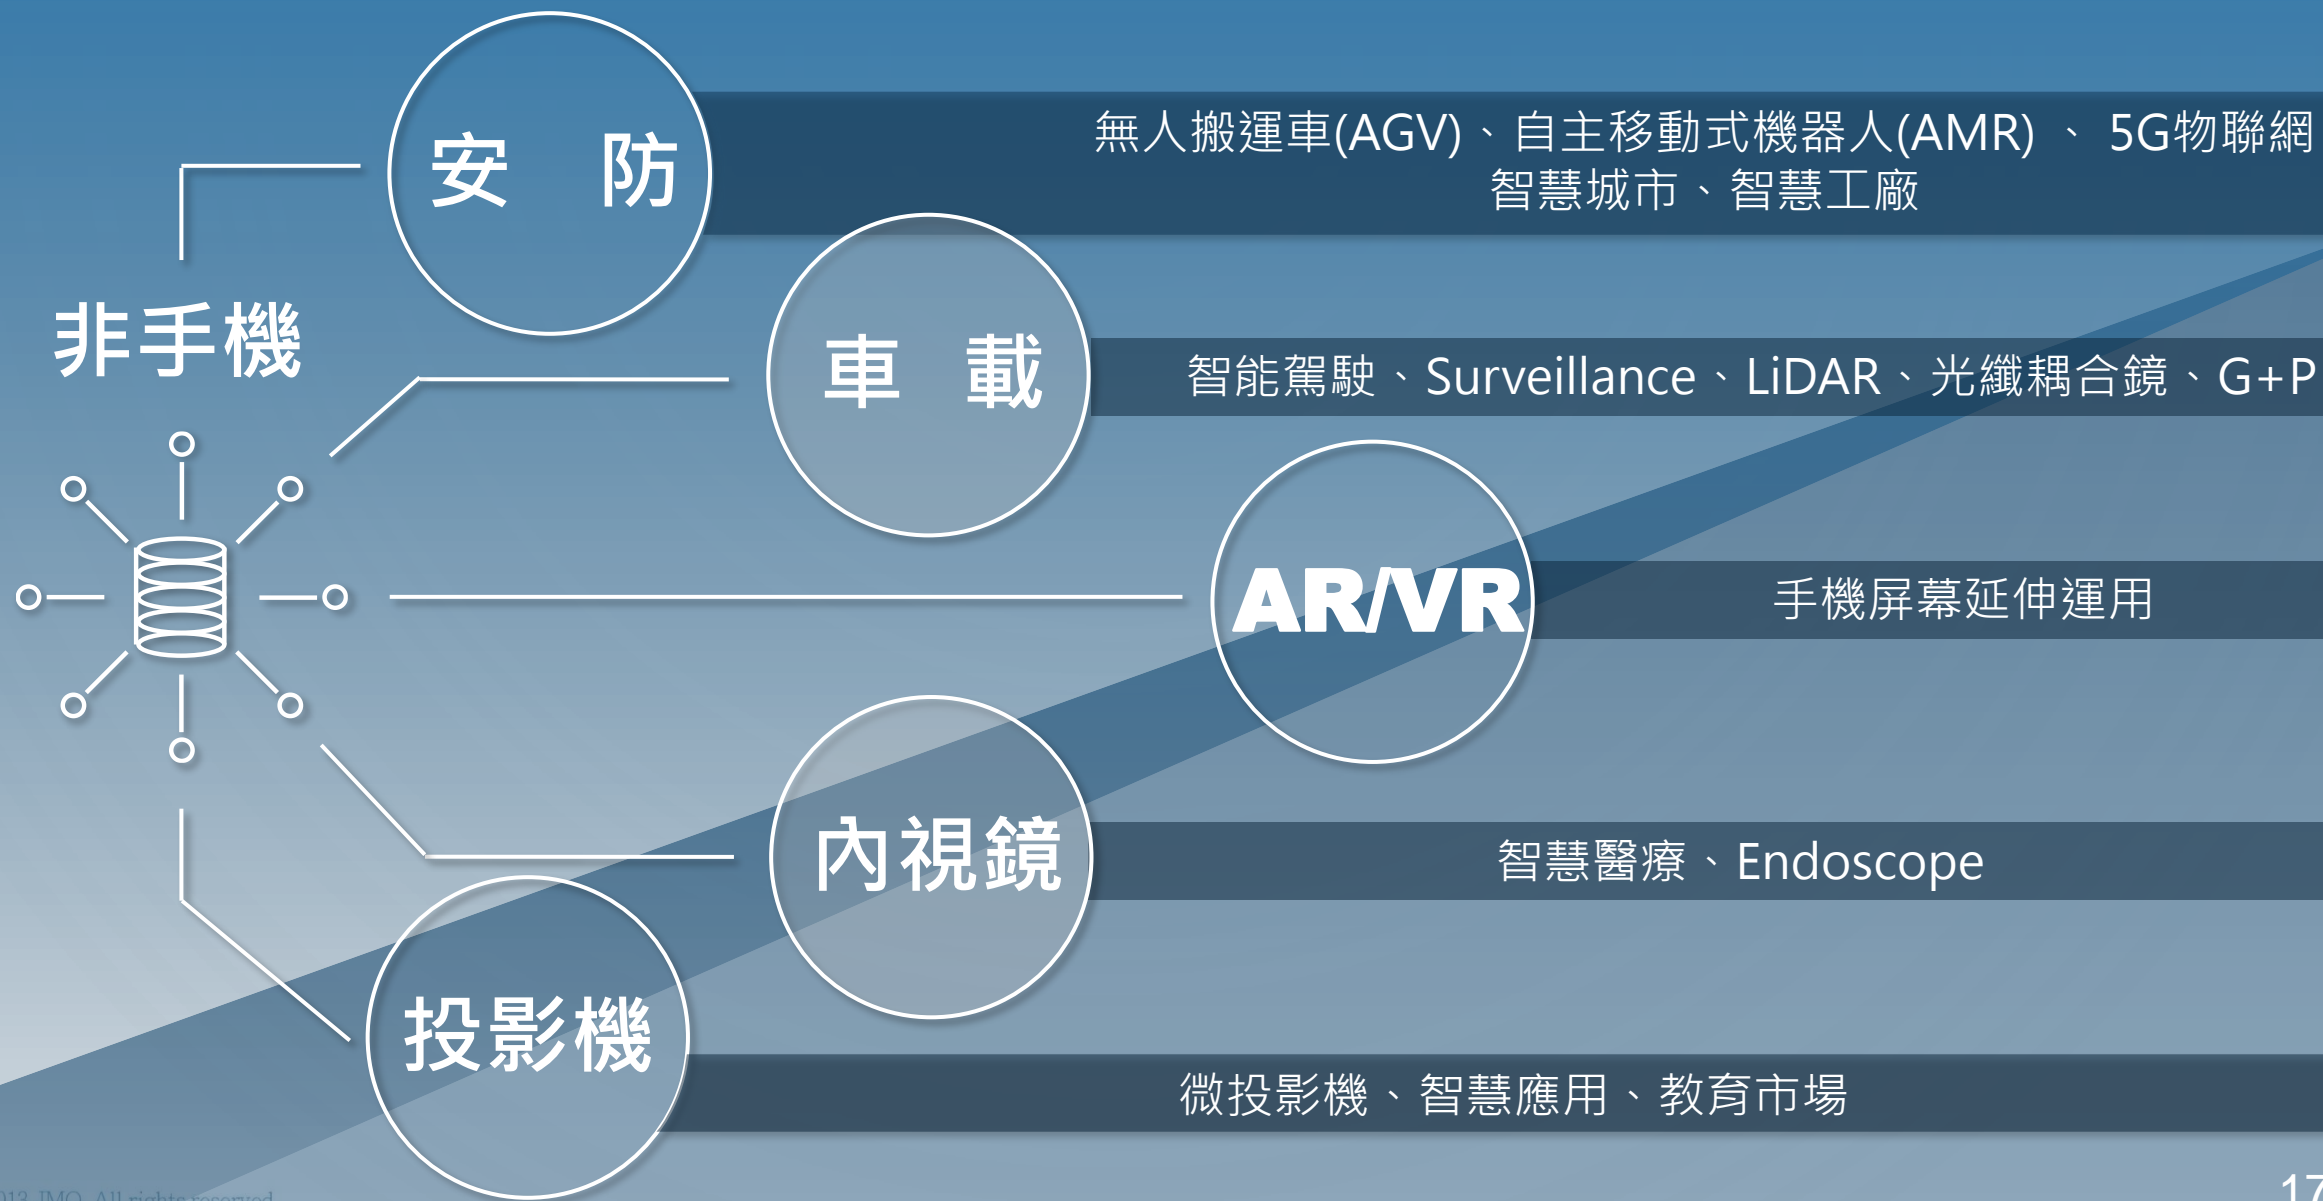 安 防
無人搬運車(AGV)、自主移動式機器人(AMR) 、 5G物聯網
智慧城市、智慧工廠
非手機
車 載
智能駕駛、Surveillance、LiDAR、光纖耦合鏡、G+P
AR/VR
手機屏幕延伸運用
內視鏡
智慧醫療、Endoscope
投影機
微投影機、智慧應用、教育市場
All rights reserved
17